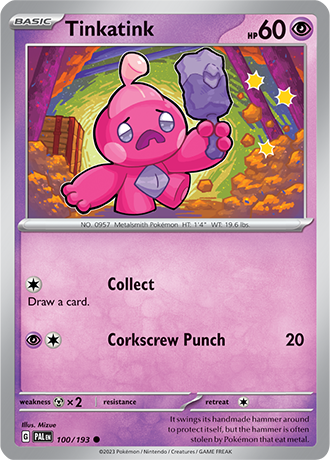 BASIC
Tinkatink
HP 60
NO. 0957 Metalsmith Pokémon HT: 1'4" WT: 19.6 lbs.
Collect
Draw a card.
Corkscrew Punch 20
weakness ×2 resistance retreat
Illus. Mizue
G PAL EN 100/193
It swings its handmade hammer around
to protect itself, but the hammer is often
stolen by Pokémon that eat metal.
©2023 Pokémon / Nintendo / Creatures / GAME FREAK